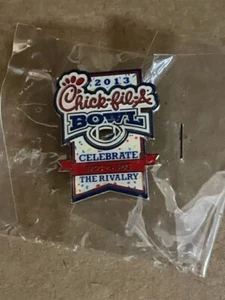 2013
Chick-fil-A
BOWL
CELEBRATE
THE RIVALRY